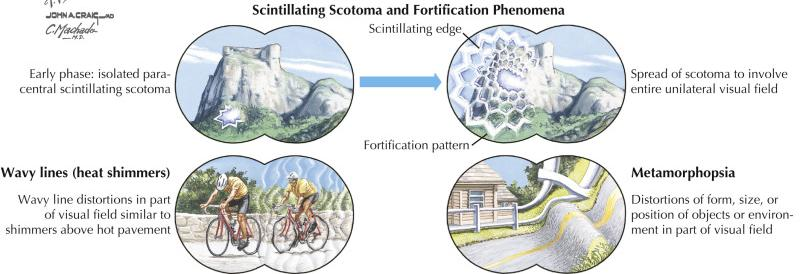 JOHN A. CRAIG_MD
C. Machado
M.D.
Scintillating Scotoma and Fortification Phenomena
Scintillating edge
Early phase: isolated para-
central scintillating scotoma
Spread of scotoma to involve
entire unilateral visual field
Fortification pattern
Wavy lines (heat shimmers)
Wavy line distortions in part
of visual field similar to
shimmers above hot pavement
Metamorphopsia
Distortions of form, size, or
position of objects or environ-
ment in part of visual field